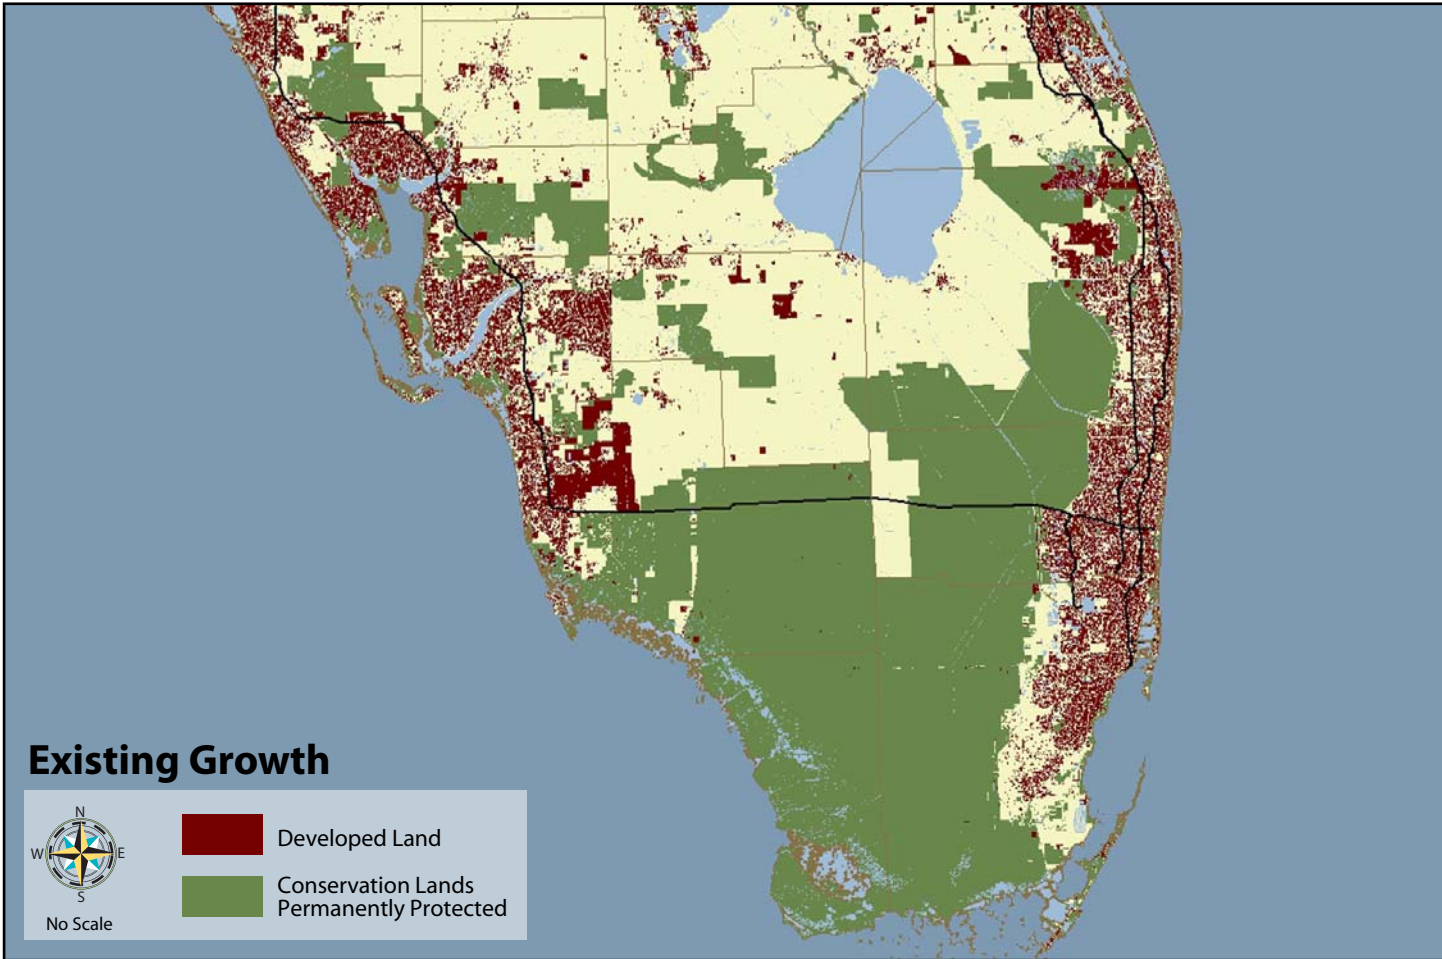 Existing Growth
N
W
E
S
No Scale
Developed Land
Conservation Lands
Permanently Protected